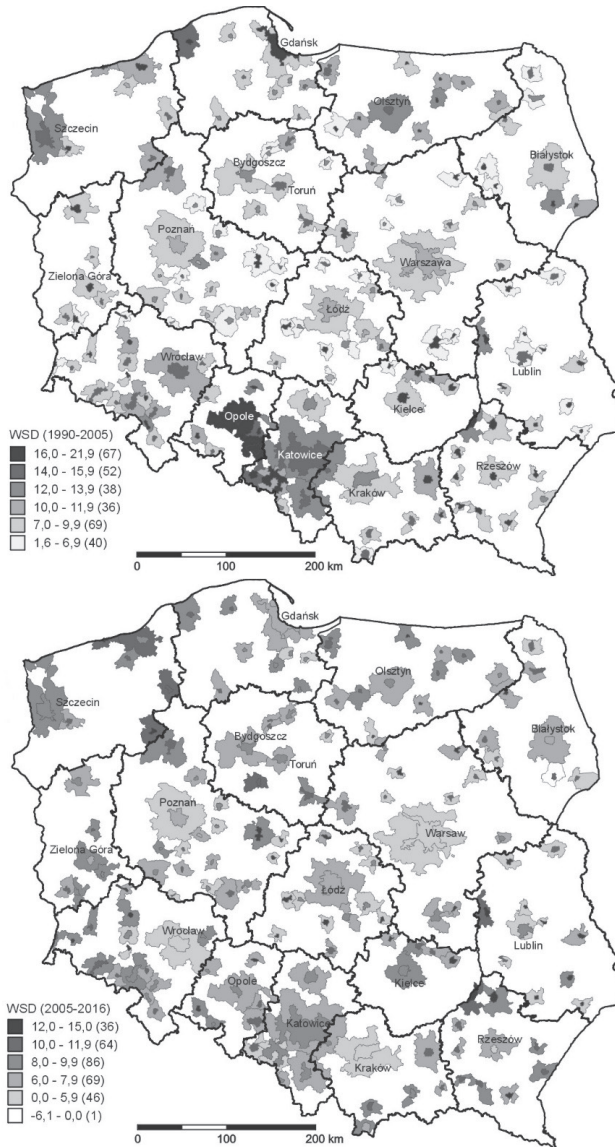 Gdańsk
Szczecin
Olsztyn
Białystok
Bydgoszcz
Toruń
Poznań
Warszawa
Zielona Góra
Łódź
Wrocław
Lublin
Opole
Kielce
Katowice
Kraków
Rzeszów
WSD (1990-2005)
16,0 - 21,9 (67)
14,0 - 15,9 (52)
12,0 - 13,9 (38)
10,0 - 11,9 (36)
7,0 - 9,9 (69)
1,6 - 6,9 (40)
0 100 200 km
Gdańsk
Szczecin
Olsztyn
Białystok
Bydgoszcz
Toruń
Poznań
Warsaw
Zielona Góra
Łódź
Wrocław
Lublin
Opole
Kielce
Katowice
Kraków
Rzeszów
WSD (2005-2016)
12,0 - 15,0 (36)
10,0 - 11,9 (64)
8,0 - 9,9 (86)
6,0 - 7,9 (69)
0,0 - 5,9 (46)
-6,1 - 0,0 (1)
0 100 200 km